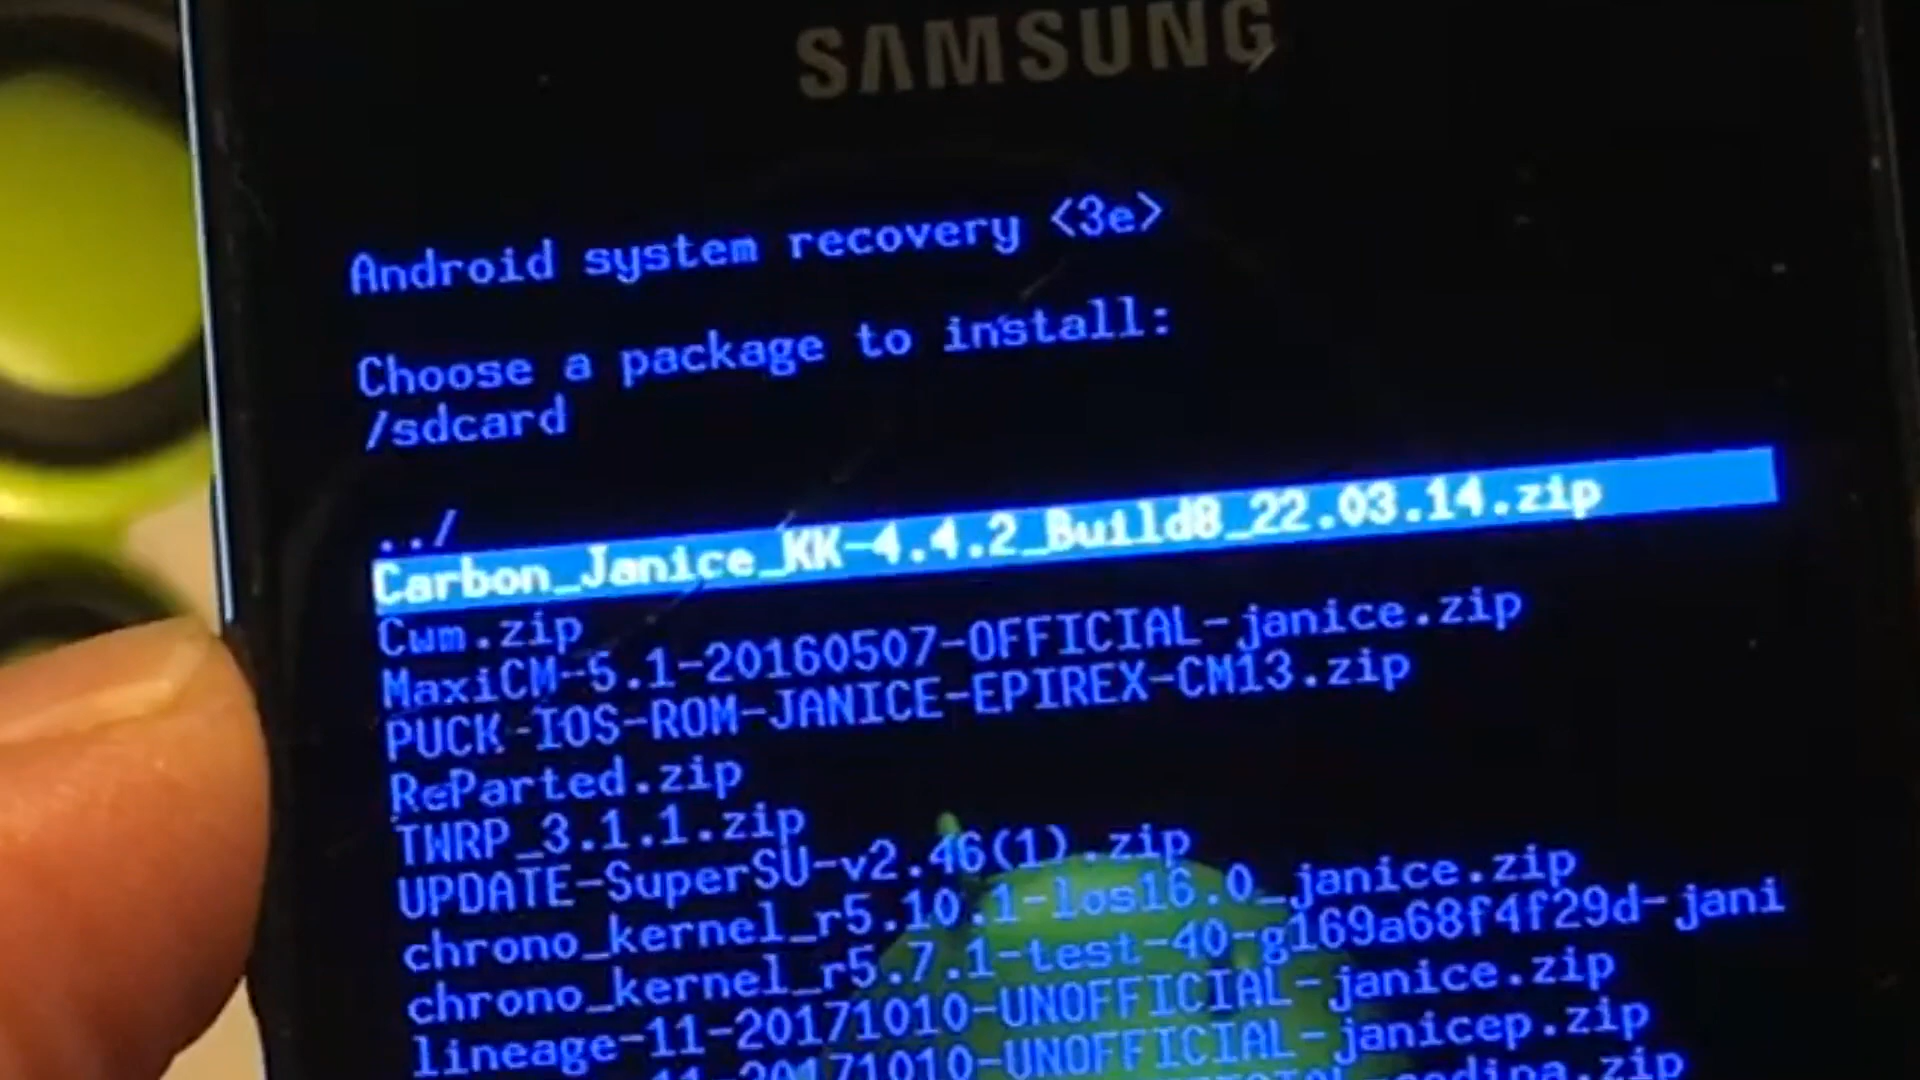 SAMSUNG
Android system recovery <3e>
Choose a package to install:
/sdcard
../
Carbon_Janice_KK-4.4.2_Build8_22.03.14.zip
Cwm.zip
MaxiCM-5.1-20160507-OFFICIAL-janice.zip
PUCK-IOS-ROM-JANICE-EPIREX-CM13.zip
ReParted.zip
TWRP_3.1.1.zip
UPDATE-SuperSU-v2.46(1).zip
chrono_kernel_r5.10.1-los16.0_janice.zip
chrono_kernel_r5.7.1-test-40-g169a68f4f29d-jani
lineage-11-20171010-UNOFFICIAL-janice.zip
11-20171010-UNOFFICIAL-janicep.zip
codina.zip